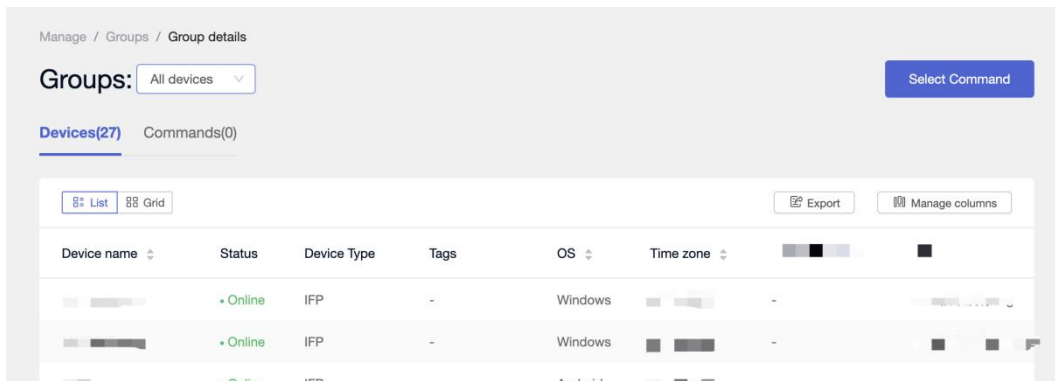 Manage / Groups / Group details
Groups: All devices
Select Command
Devices(27) Commands(0)
List Grid Export Manage columns
Device name Status Device Type Tags OS Time zone
• Online IFP - Windows -
• Online IFP - Windows -